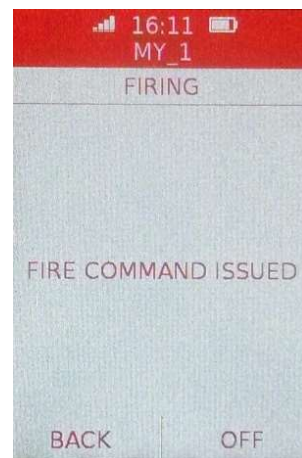 16:11
MY_1
FIRING
FIRE COMMAND ISSUED
BACK OFF